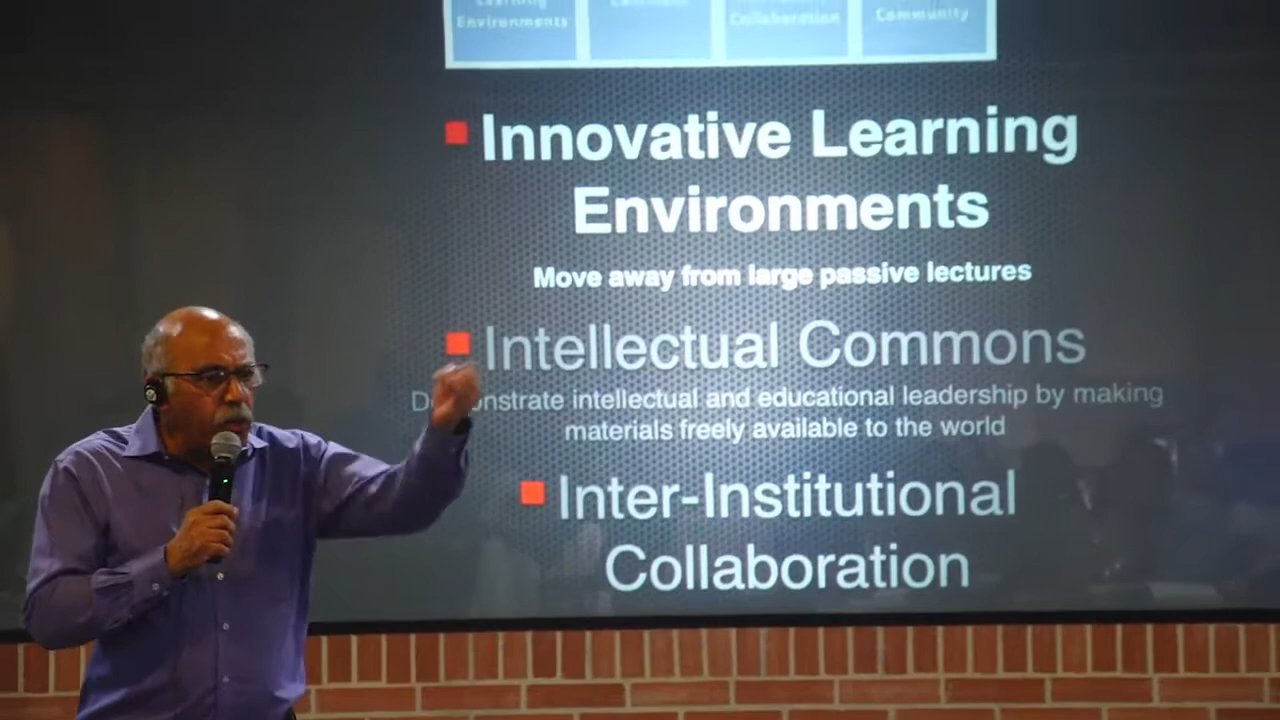 Learning
Environments
Collaboration
Community
Innovative Learning
Environments
Move away from large passive lectures
Intellectual Commons
intellectual and educational leadership by making
materials freely available to the world
Inter-Institutional
Collaboration